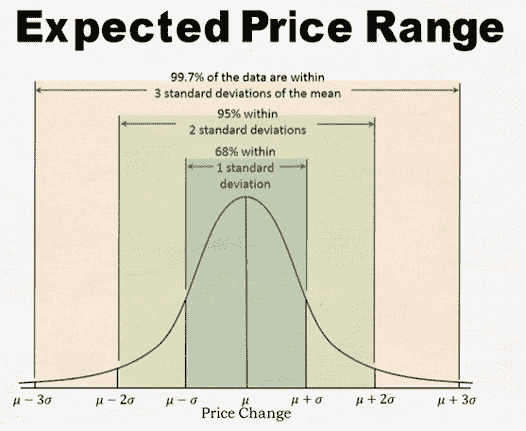 Expected Price Range
99.7% of the data are within
3 standard deviations of the mean
95% within
2 standard deviations
68% within
1 standard
deviation
μ − 3σ μ − 2σ μ − σ μ μ + σ μ + 2σ μ + 3σ
Price Change